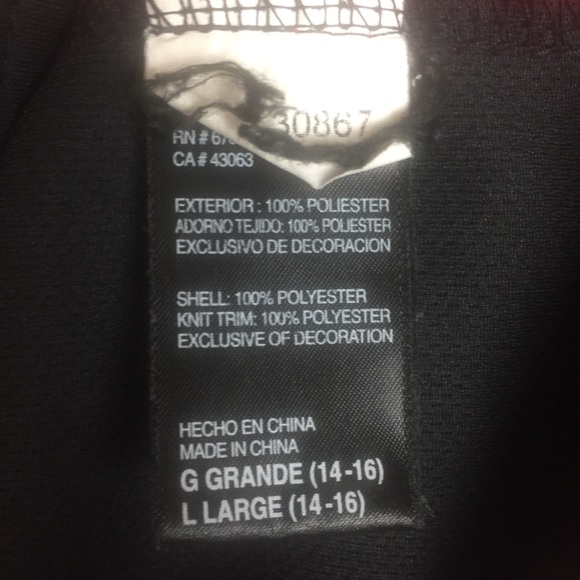 30867
RN #
CA # 43063
EXTERIOR : 100% POLIESTER
ADORNO TEJIDO: 100% POLIESTER
EXCLUSIVO DE DECORACION
SHELL: 100% POLYESTER
KNIT TRIM: 100% POLYESTER
EXCLUSIVE OF DECORATION
HECHO EN CHINA
MADE IN CHINA
G GRANDE (14-16)
L LARGE (14-16)